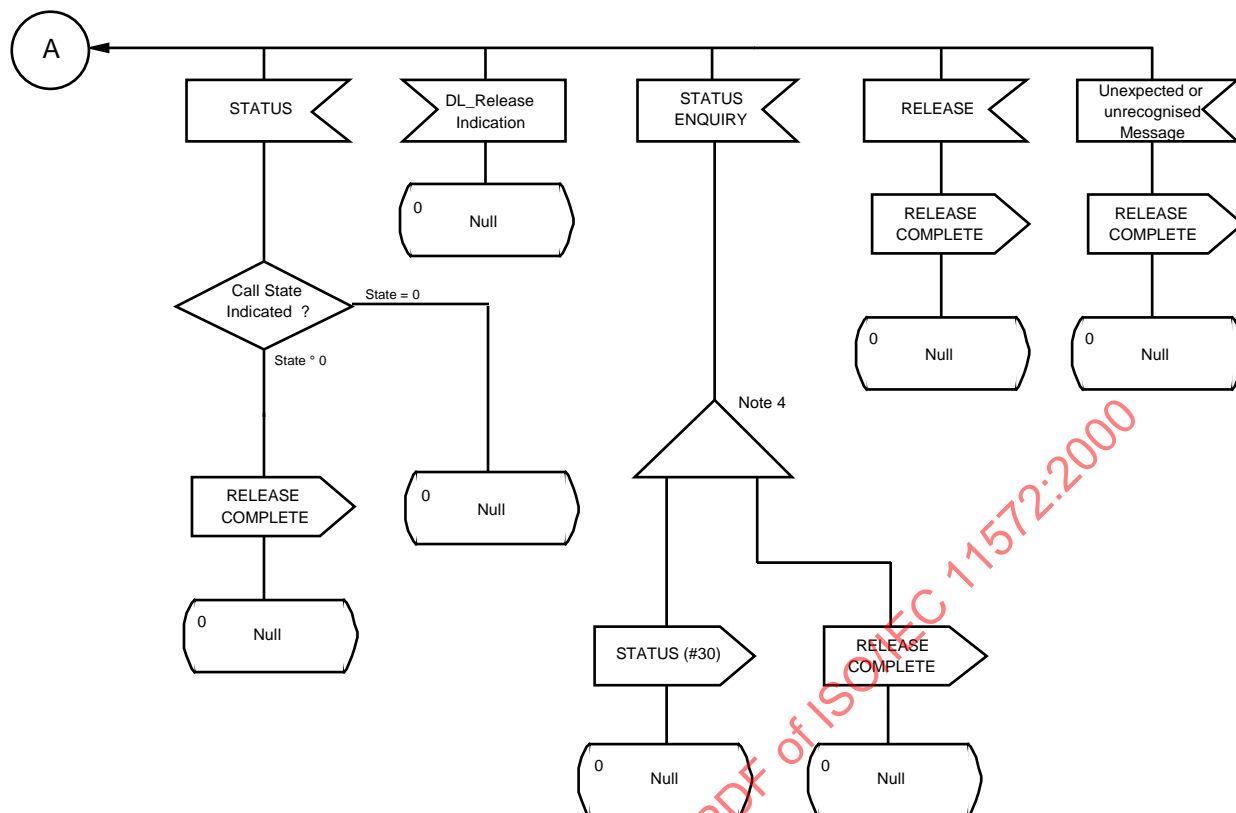 A
STATUS
DL_Release
Indication
STATUS
ENQUIRY
RELEASE
Unexpected or
unrecognised
Message
0
Null
RELEASE
COMPLETE
RELEASE
COMPLETE
Call State
Indicated ?
State = 0
State ° 0
0
Null
0
Null
Note 4
RELEASE
COMPLETE
0
Null
0
Null
STATUS (#30)
RELEASE
COMPLETE
0
Null
0
Null
PDF of ISO/IEC 11572:2000